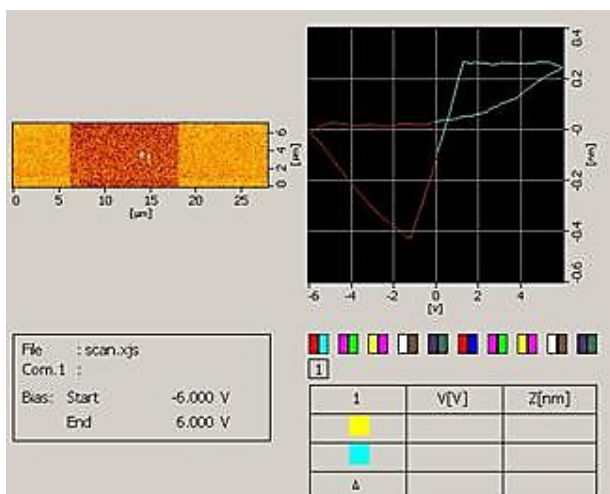 0.4
0.2
-0
-0.2
-0.4
-0.6
[nm]
-6 -4 -2 0 2 4
[V]
0 2 4 6
[µm]
0 5 10 15 20 25
[µm]
File : scan.xjs
Com.1 :
Bias: Start -6.000 V
End 6.000 V
1
1 V[V] Z[nm]
Δ